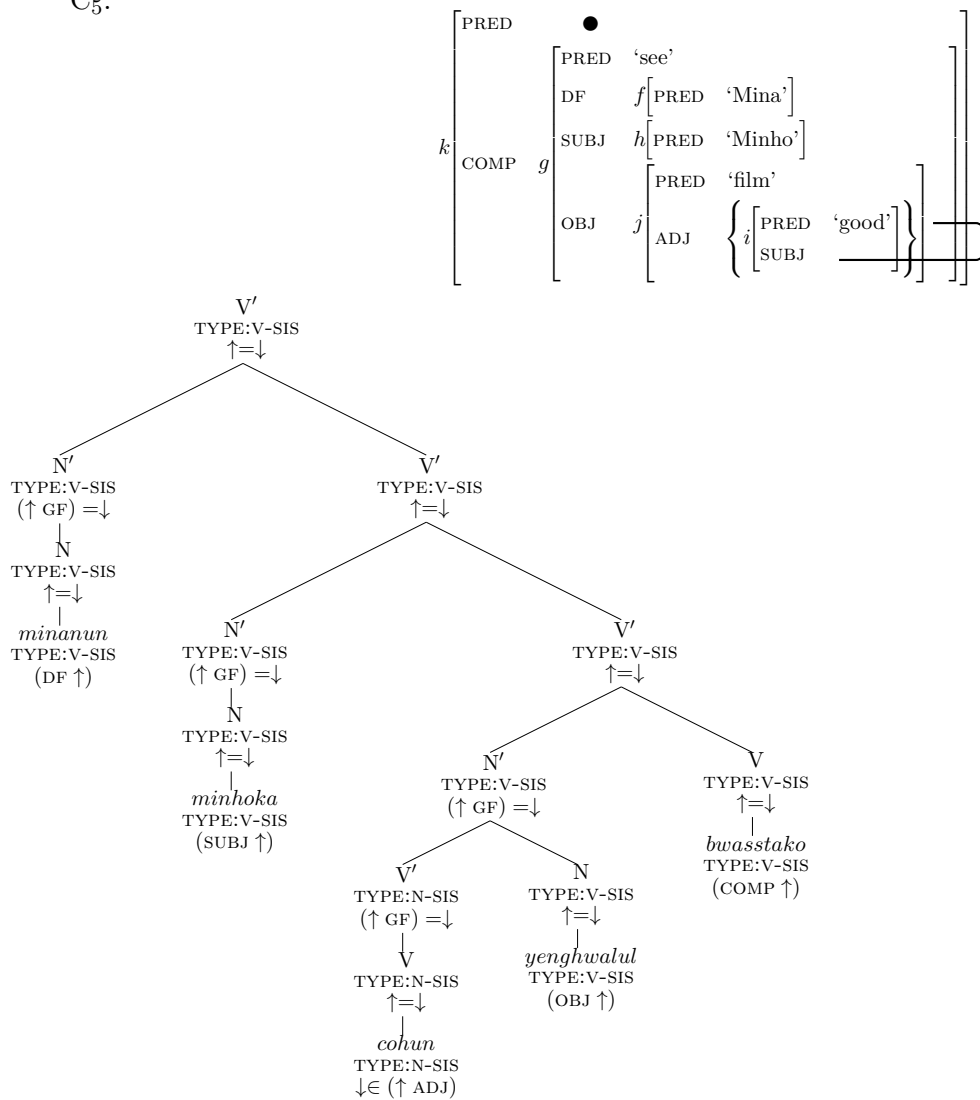 C5:
k [ PRED ●
COMP g [ PRED ‘see’
DF f[ PRED ‘Mina’ ]
SUBJ h[ PRED ‘Minho’ ]
OBJ j[ PRED ‘film’
ADJ { i[ PRED ‘good’
SUBJ ] } ] ] ]
V′
TYPE:V-SIS
↑=↓
N′ V′
TYPE:V-SIS TYPE:V-SIS
(↑ GF) =↓ ↑=↓
N
TYPE:V-SIS
↑=↓
minanun
TYPE:V-SIS
(DF ↑)
N′ V′
TYPE:V-SIS TYPE:V-SIS
(↑ GF) =↓ ↑=↓
N
TYPE:V-SIS
↑=↓
minhoka
TYPE:V-SIS
(SUBJ ↑)
N′ V
TYPE:V-SIS TYPE:V-SIS
(↑ GF) =↓ ↑=↓
bwasstako
TYPE:V-SIS
(COMP ↑)
V′ N
TYPE:N-SIS TYPE:V-SIS
(↑ GF) =↓ ↑=↓
V
TYPE:N-SIS
↑=↓
yenghwalul
TYPE:V-SIS
(OBJ ↑)
cohun
TYPE:N-SIS
↓∈ (↑ ADJ)